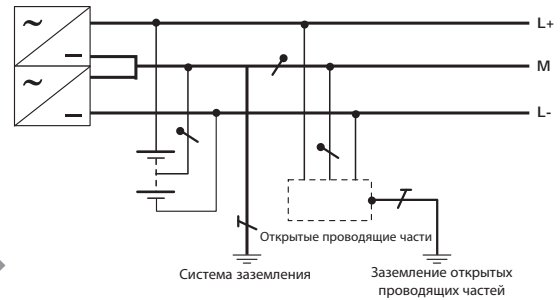 ~
L+
–
M
~
–
L-
Открытые проводящие части
Система заземления
Заземление открытых
проводящих частей